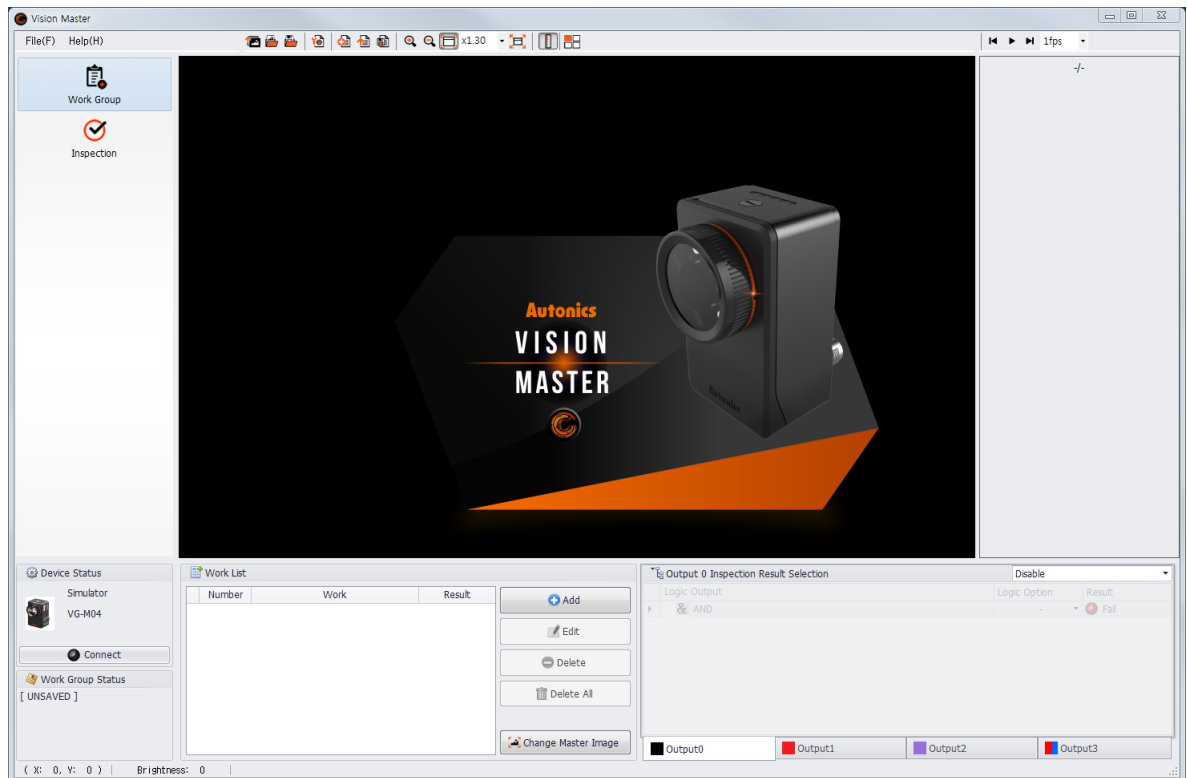 Vision Master
File(F) Help(H)
x1.30
1fps
Work Group
Inspection
-/-
Autonics
VISION
MASTER
Autonics
Device Status
Simulator
VG-M04
Connect
Work Group Status
[ UNSAVED ]
Work List
Number Work Result
Add
Edit
Delete
Delete All
Change Master Image
Output 0 Inspection Result Selection Disable
Logic Output Logic Option Result
& AND - Fail
Output0 Output1 Output2 Output3
( X: 0, Y: 0 ) Brightness: 0